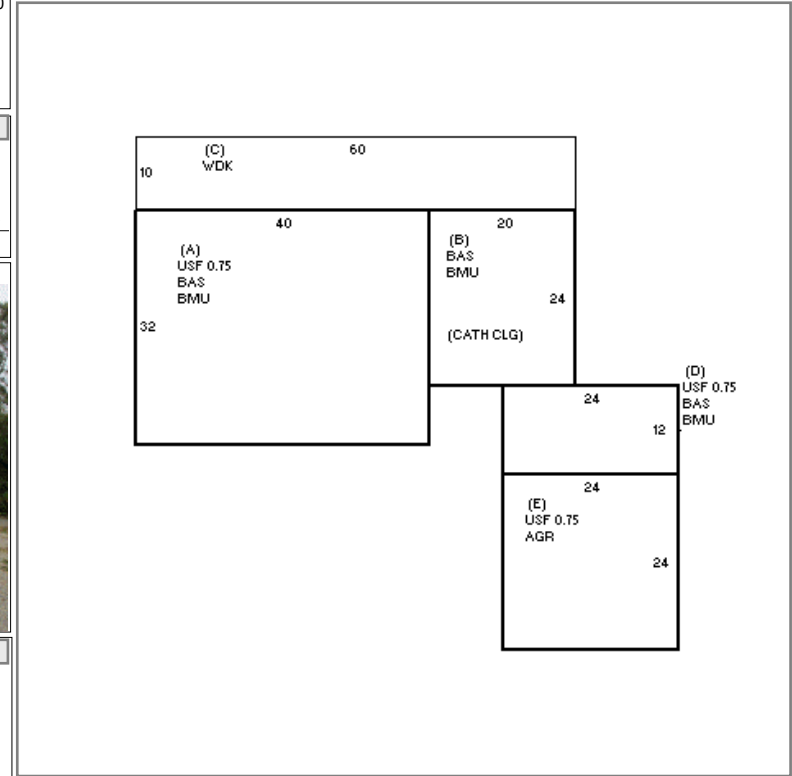 (C) 60
WDK
10
40
20
(A)
USF 0.75
BAS
BMU
(B)
BAS
BMU
24
32
(CATH CLG)
(D)
USF 0.75
BAS
BMU
24
12
24
(E)
USF 0.75
AGR
24